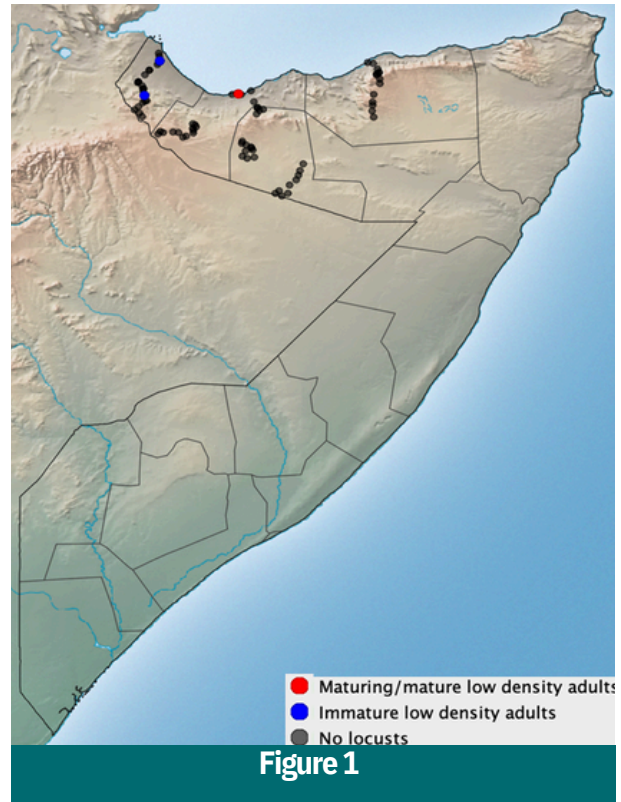 Maturing/mature low density adults
Immature low density adults
No locusts
Figure 1